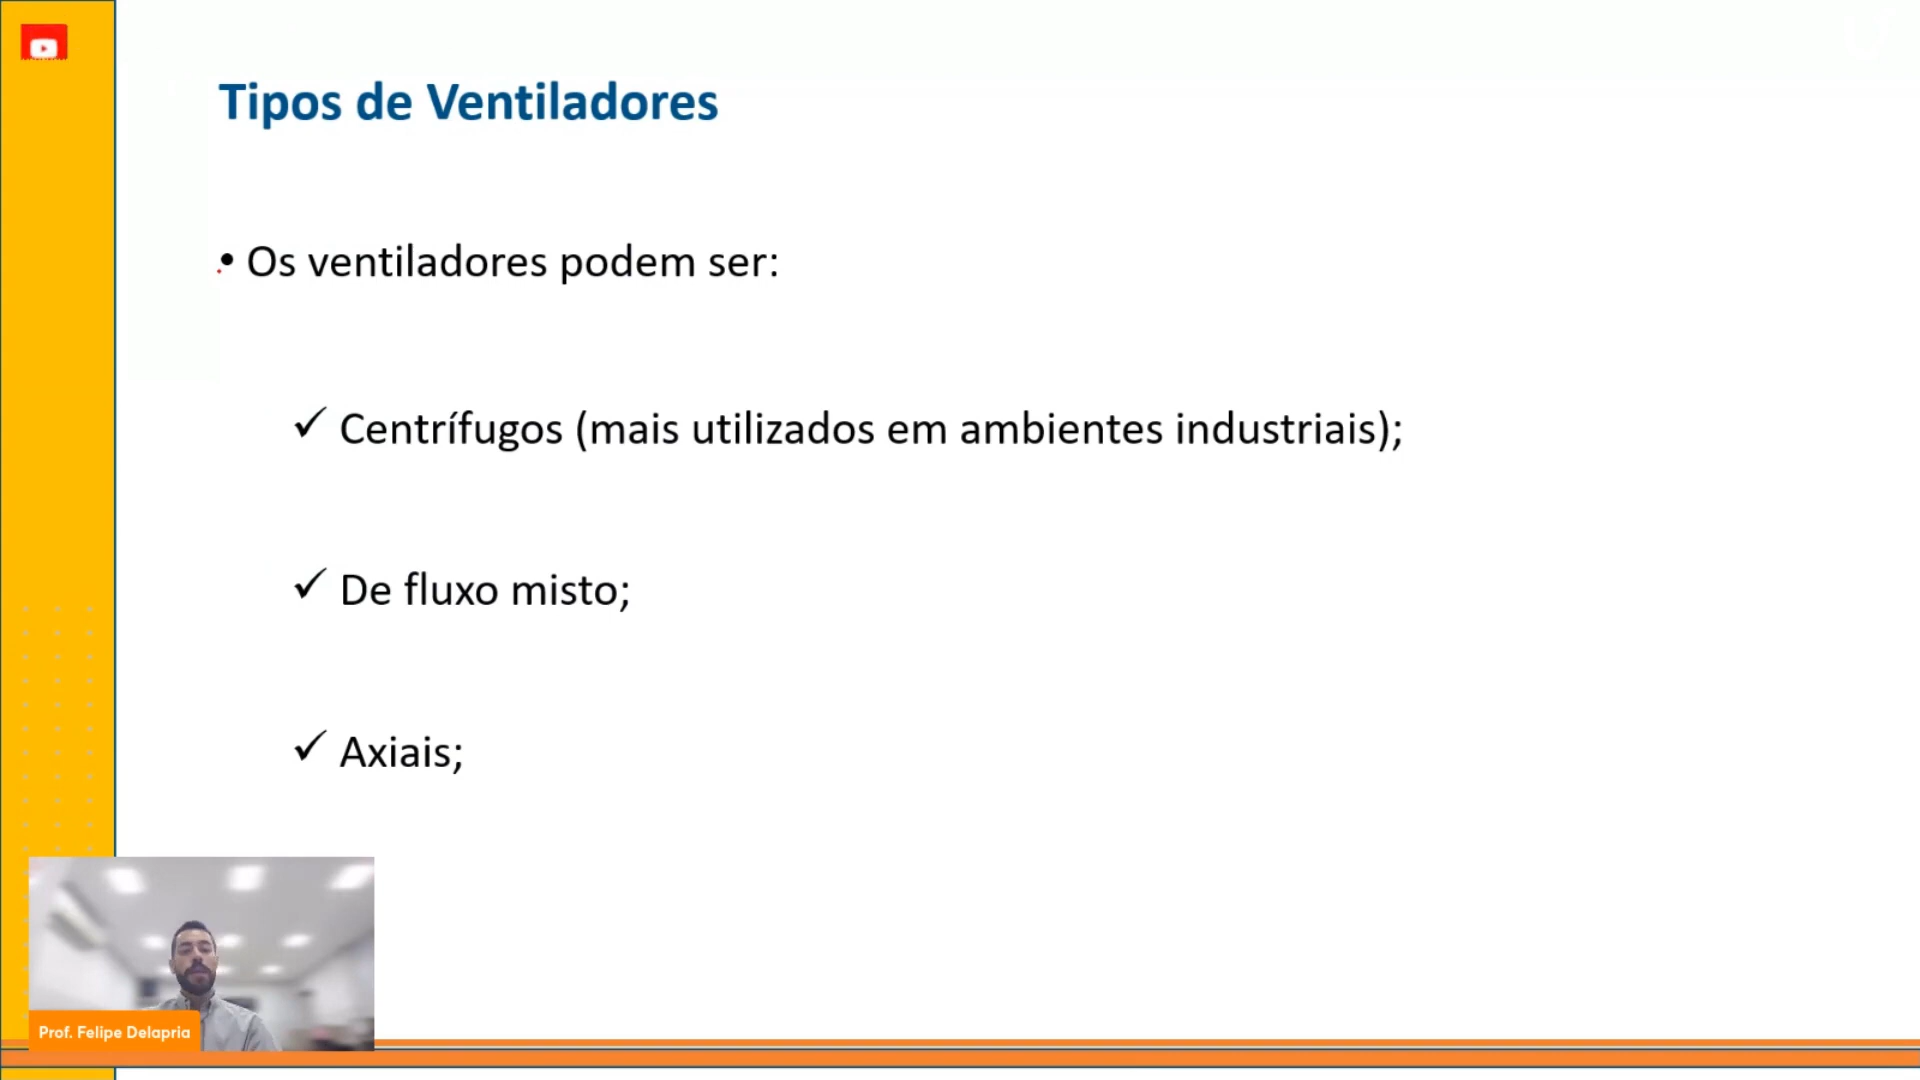 Tipos de Ventiladores
• Os ventiladores podem ser:
✓ Centrífugos (mais utilizados em ambientes industriais);
✓ De fluxo misto;
✓ Axiais;
Prof. Felipe Delapria